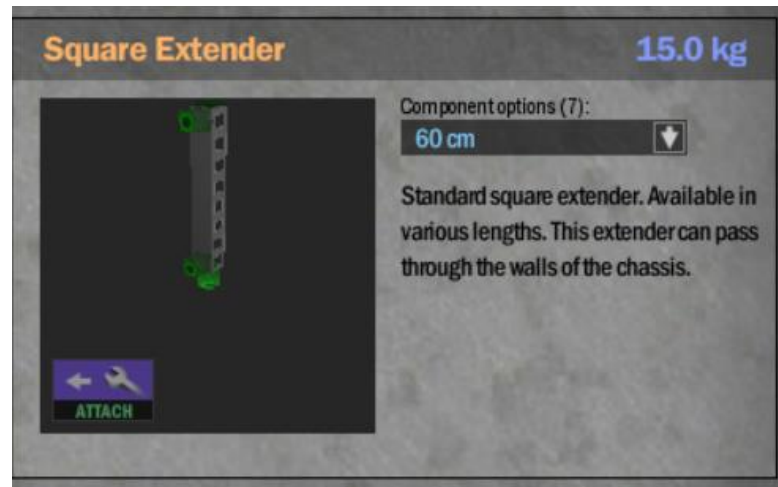 Square Extender
15.0 kg
Component options (7):
60 cm
Standard square extender. Available in
various lengths. This extender can pass
through the walls of the chassis.
ATTACH